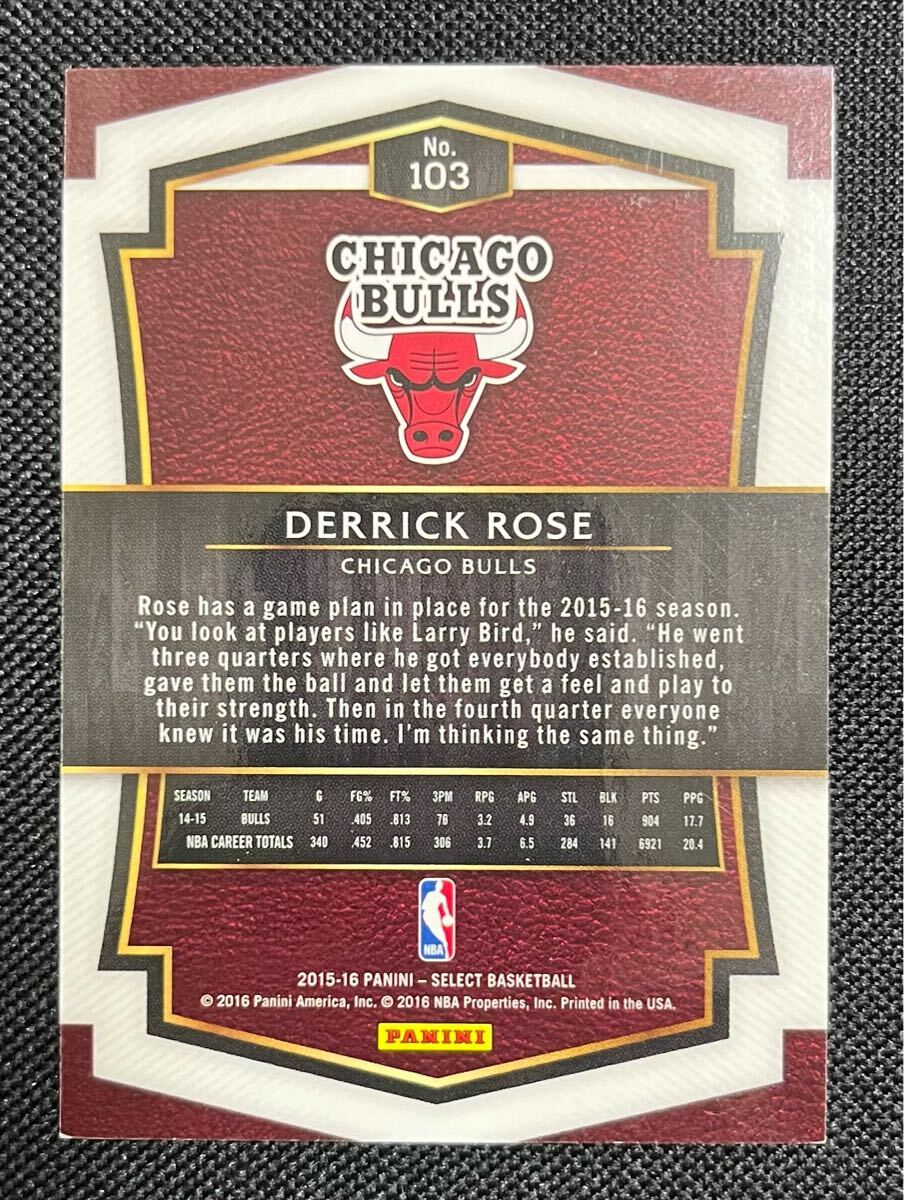 No.
103
CHICAGO
BULLS
DERRICK ROSE
CHICAGO BULLS
Rose has a game plan in place for the 2015-16 season.
“You look at players like Larry Bird,” he said. “He went
three quarters where he got everybody established,
gave them the ball and let them get a feel and play to
their strength. Then in the fourth quarter everyone
knew it was his time. I’m thinking the same thing.”
SEASON TEAM G FG% FT% 3PM RPG APG STL BLK PTS PPG
14-15 BULLS 51 .405 .813 76 3.2 4.9 36 16 904 17.7
NBA CAREER TOTALS 340 .452 .815 306 3.7 6.5 284 141 6921 20.4
NBA
2015-16 PANINI – SELECT BASKETBALL
© 2016 Panini America, Inc. © 2016 NBA Properties, Inc. Printed in the USA.
PANINI